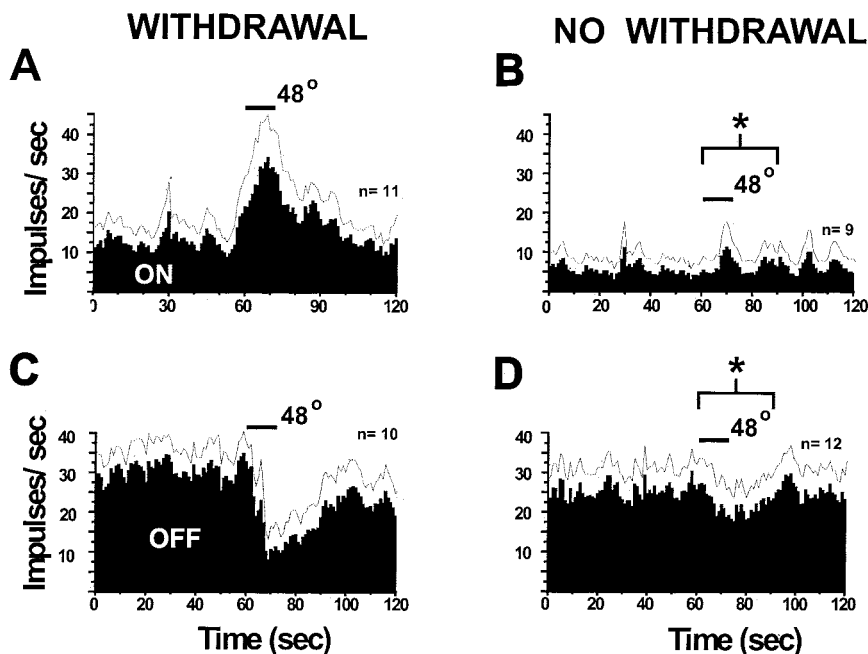 WITHDRAWAL
NO WITHDRAWAL
A
48°
Impulses/ sec
40
30
20
10
n= 11
ON
0 30 60 90 120
B
*
48°
40
30
20
10
n= 9
0 20 40 60 80 100 120
C
48°
Impulses/ sec
40
30
20
10
n= 10
OFF
0 20 40 60 80 100 120
Time (sec)
D
*
48°
40
30
20
10
n= 12
0 20 40 60 80 100 120
Time (sec)